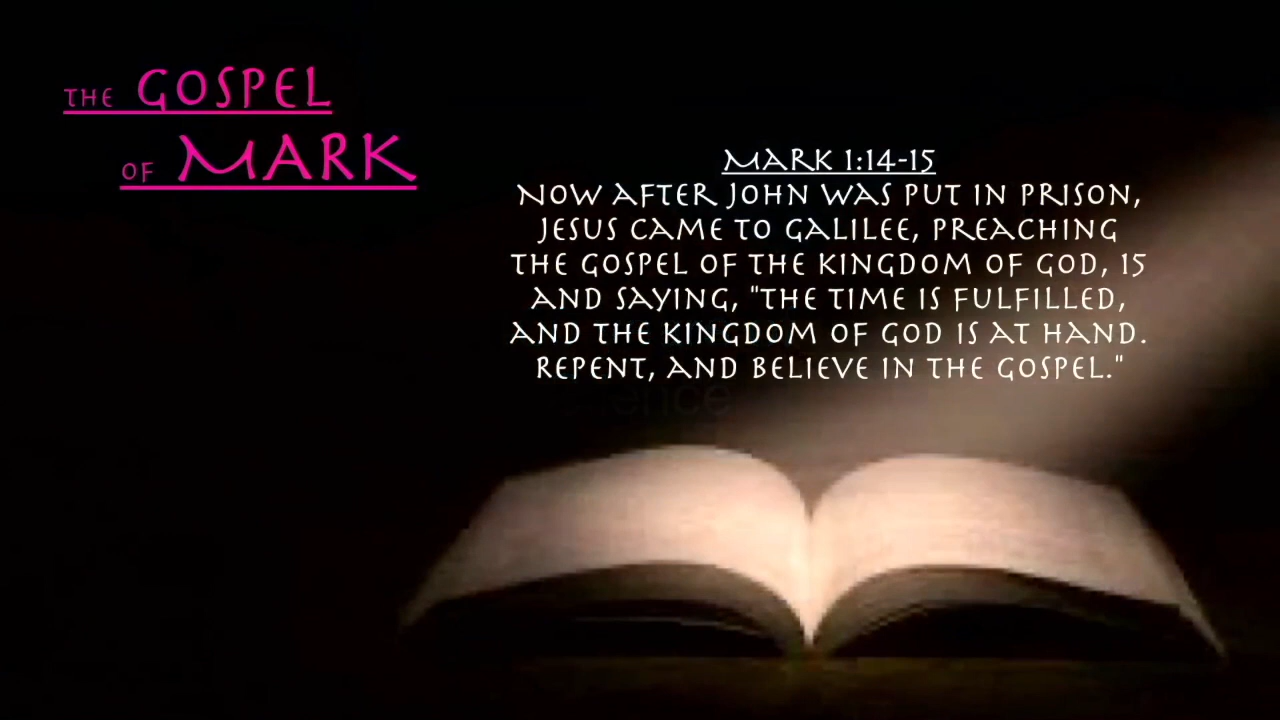 THE GOSPEL
OF MARK
MARK 1:14-15
NOW AFTER JOHN WAS PUT IN PRISON,
JESUS CAME TO GALILEE, PREACHING
THE GOSPEL OF THE KINGDOM OF GOD, 15
AND SAYING, "THE TIME IS FULFILLED,
AND THE KINGDOM OF GOD IS AT HAND.
REPENT, AND BELIEVE IN THE GOSPEL."